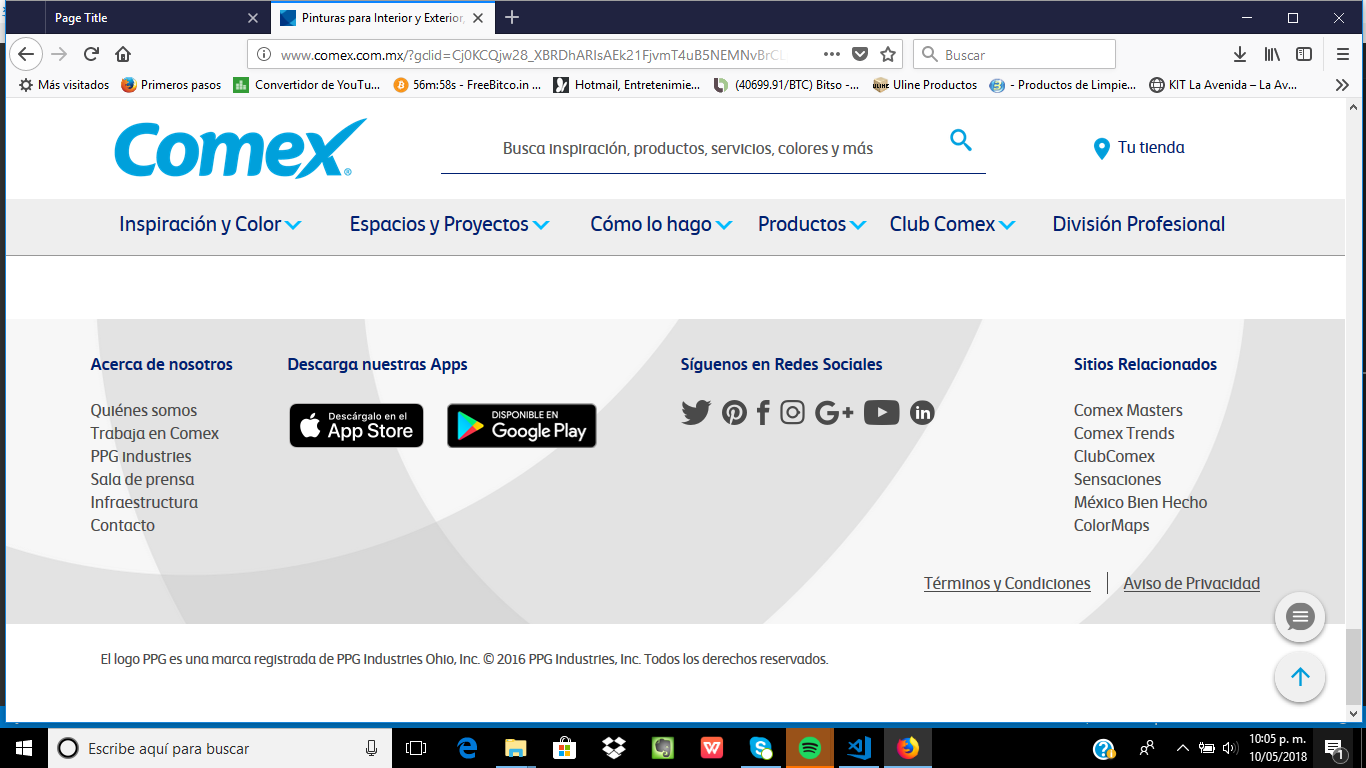 Page Title
Pinturas para Interior y Exterior,
www.comex.com.mx/?gclid=Cj0KCQjw28_XBRDhARIsAEk21FjvmT4uB5NEMNvBrC
Buscar
Más visitados
Primeros pasos
Convertidor de YouTu...
56m:58s - FreeBitco.in ...
Hotmail, Entretenimie...
(40699.91/BTC) Bitso -...
Uline Productos
- Productos de Limpie...
KIT La Avenida – La Av...
Comex®
Busca inspiración, productos, servicios, colores y más
Tu tienda
Inspiración y Color
Espacios y Proyectos
Cómo lo hago
Productos
Club Comex
División Profesional
Acerca de nosotros
Quiénes somos
Trabaja en Comex
PPG industries
Sala de prensa
Infraestructura
Contacto
Descarga nuestras Apps
Descárgalo en el
App Store
DISPONIBLE EN
Google Play
Síguenos en Redes Sociales
Sitios Relacionados
Comex Masters
Comex Trends
ClubComex
Sensaciones
México Bien Hecho
ColorMaps
Términos y Condiciones
Aviso de Privacidad
El logo PPG es una marca registrada de PPG Industries Ohio, Inc. © 2016 PPG Industries, Inc. Todos los derechos reservados.
Escribe aquí para buscar
10:05 p. m.
10/05/2018
1